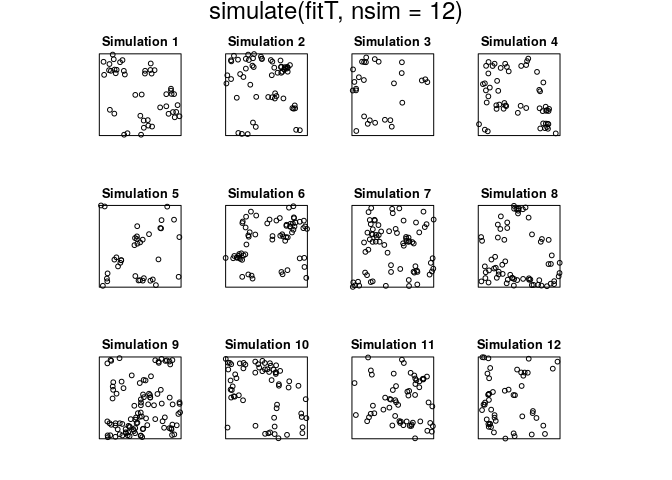 simulate(fitT, nsim = 12)
Simulation 1
Simulation 2
Simulation 3
Simulation 4
Simulation 5
Simulation 6
Simulation 7
Simulation 8
Simulation 9
Simulation 10
Simulation 11
Simulation 12